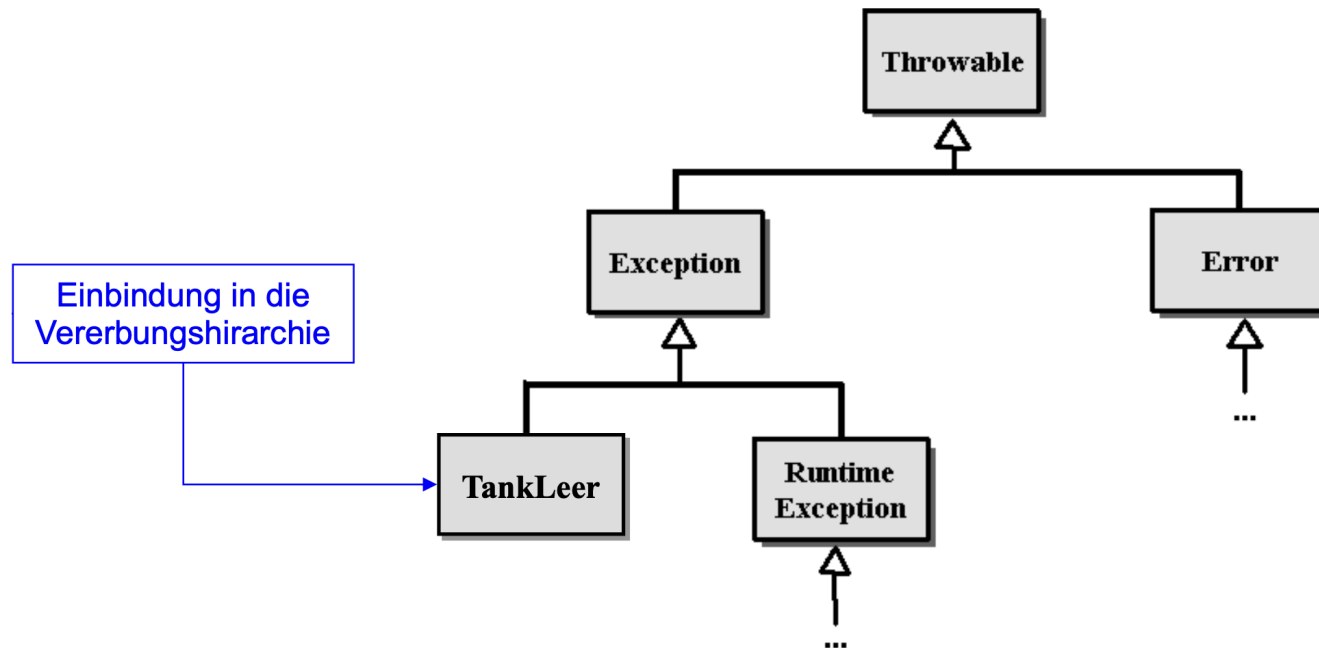 Throwable
Exception
Error
Einbindung in die
Vererbungshirarchie
...
TankLeer
Runtime
Exception
...